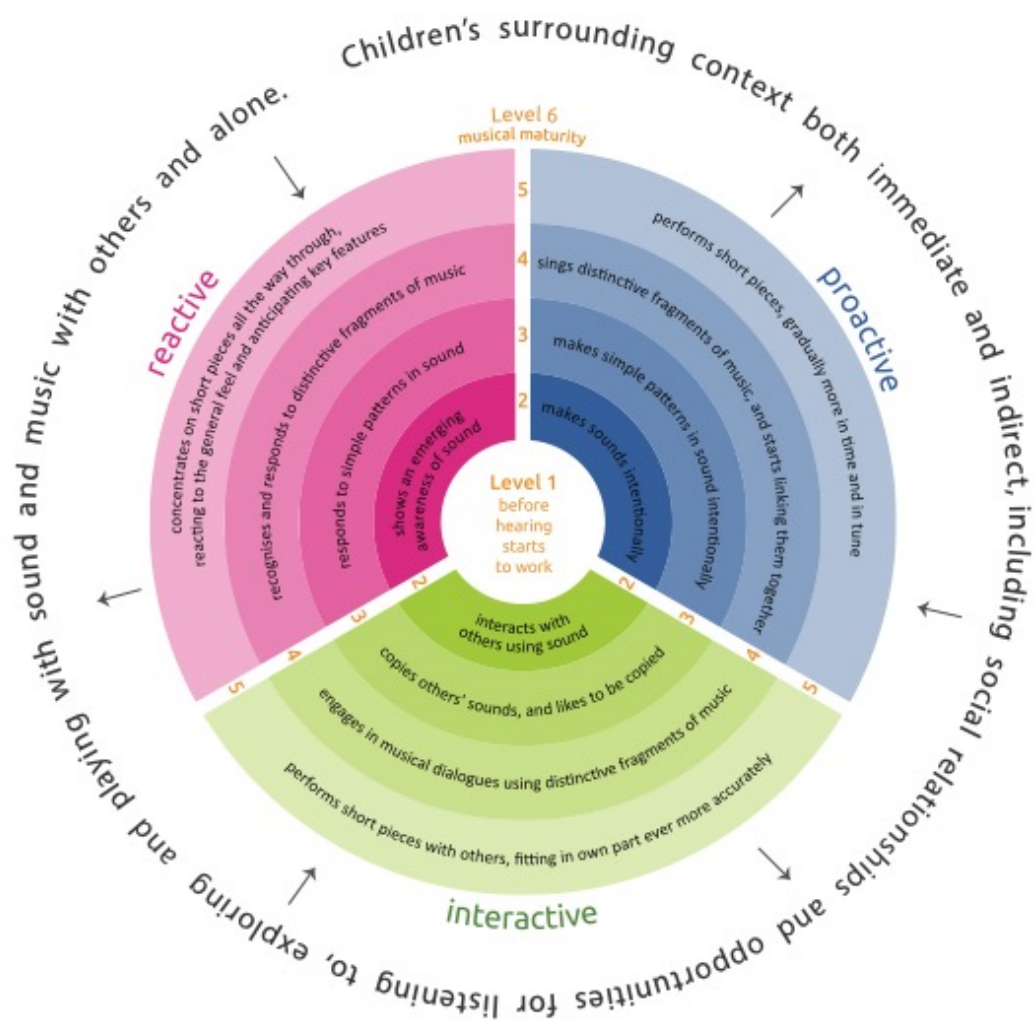 Children's surrounding context both immediate and indirect, including social relationships and opportunities for listening to, exploring and playing with sound and music with others and alone.
Level 6
musical maturity
reactive
concentrates on short pieces all the way through,
reacting to the general feel and anticipating key features
recognises and responds to distinctive fragments of music
responds to simple patterns in sound
shows an emerging
awareness of sound
5
4
3
2
proactive
performs short pieces, gradually more in time and in tune
sings distinctive fragments of music, and starts linking them together
makes simple patterns in sound intentionally
makes sounds intentionally
Level 1
before
hearing
starts
to work
2
3
4
5
2
3
4
5
interacts with
others using sound
copies others' sounds, and likes to be copied
engages in musical dialogues using distinctive fragments of music
performs short pieces with others, fitting in own part ever more accurately
interactive